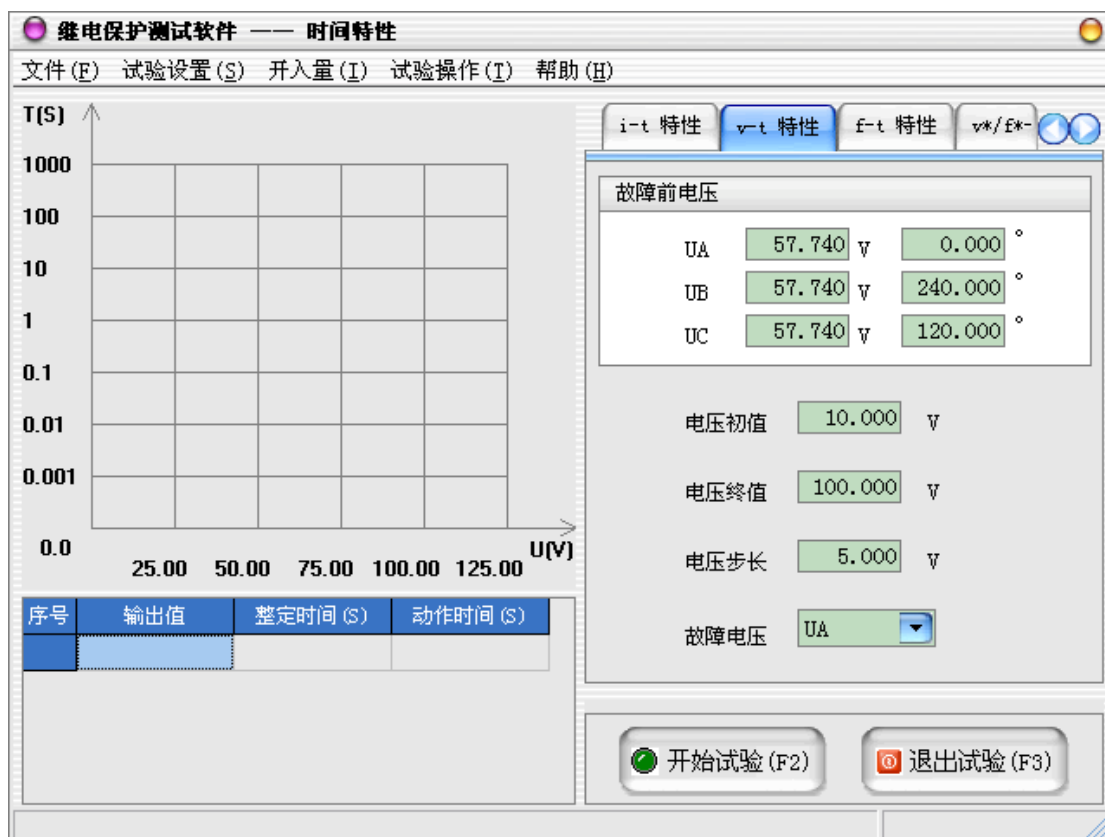 继电保护测试软件 —— 时间特性
文件(F) 试验设置(S) 开入量(I) 试验操作(T) 帮助(H)
T(S)
1000
100
10
1
0.1
0.01
0.001
0.0
25.00 50.00 75.00 100.00 125.00
U(V)
序号 输出值 整定时间(S) 动作时间(S)
i-t 特性 v-t 特性 f-t 特性 v*/f*-
故障前电压
UA 57.740 V 0.000 °
UB 57.740 V 240.000 °
UC 57.740 V 120.000 °
电压初值 10.000 V
电压终值 100.000 V
电压步长 5.000 V
故障电压 UA
开始试验(F2) 退出试验(F3)